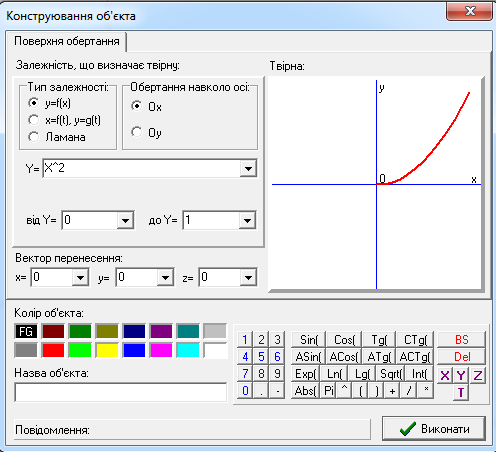 Конструювання об'єкта
Поверхня обертання
Залежність, що визначає твірну:
Твірна:
Тип залежності:
Обертання навколо осі:
y=f(x)
x=f(t), y=g(t)
Ламана
Ox
Oy
Y= X^2
від Y= 0 до Y= 1
y
0 x
Вектор перенесення:
x= 0 y= 0 z= 0
Колір об'єкта:
FG
Назва об'єкта:
1 2 3 Sin( Cos( Tg( CTg( BS
4 5 6 ASin( ACos( ATg( ACTg( Del
7 8 9 Exp( Ln( Lg( Sqrt( Int( X Y Z
0 . - Abs( Pi ^ ( ) + / * T
Повідомлення:
Виконати